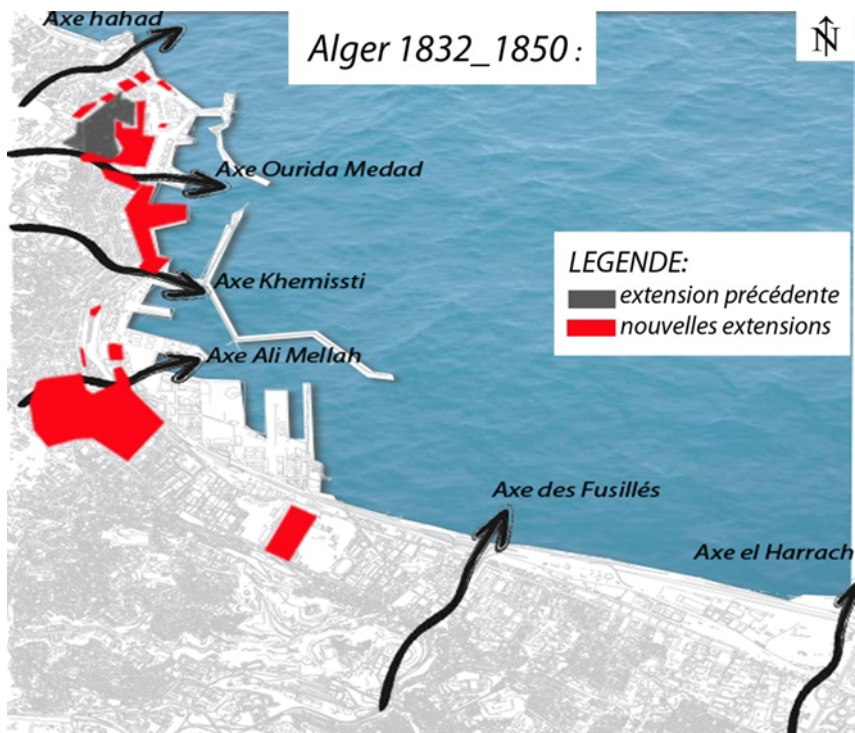 Axe hahad
Alger 1832_1850 :
N
Axe Ourida Medad
LEGENDE:
extension précédente
nouvelles extensions
Axe Khemissti
Axe Ali Mellah
Axe des Fusillés
Axe el Harrach